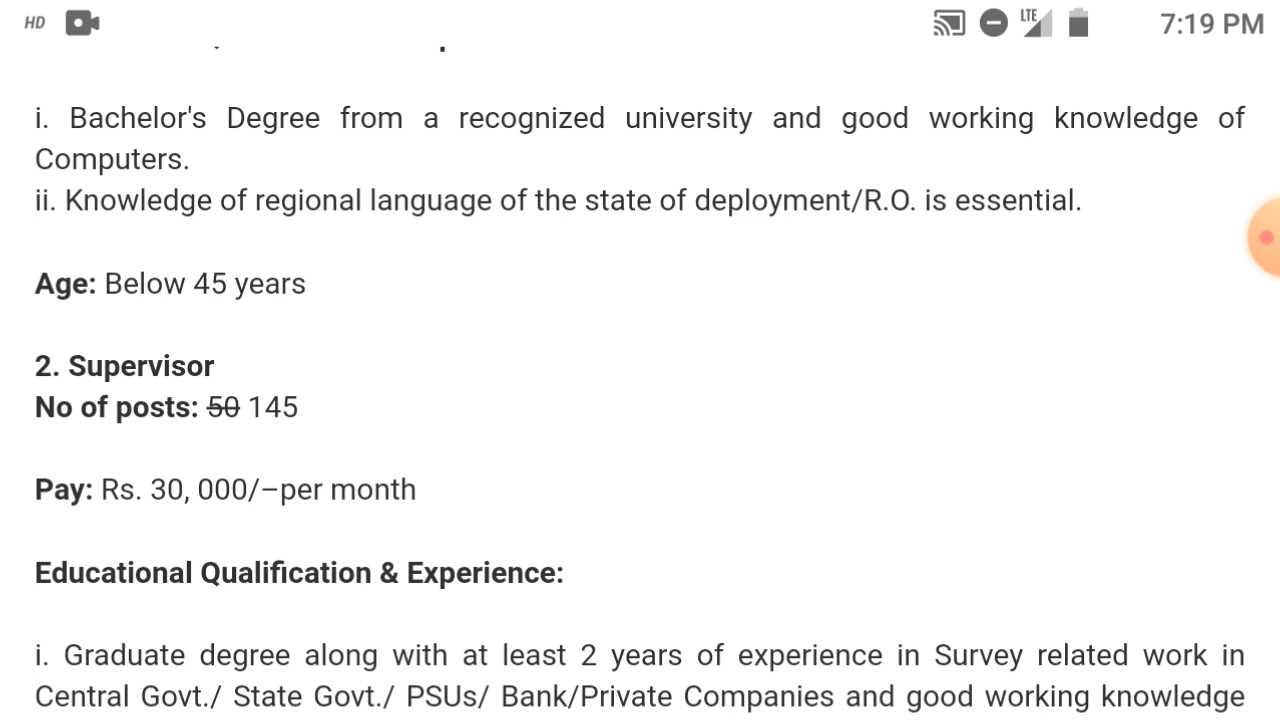 HD LTE 7:19 PM
i. Bachelor's Degree from a recognized university and good working knowledge of
Computers.
ii. Knowledge of regional language of the state of deployment/R.O. is essential.
Age: Below 45 years
2. Supervisor
No of posts: 50 145
Pay: Rs. 30, 000/–per month
Educational Qualification & Experience:
i. Graduate degree along with at least 2 years of experience in Survey related work in
Central Govt./ State Govt./ PSUs/ Bank/Private Companies and good working knowledge